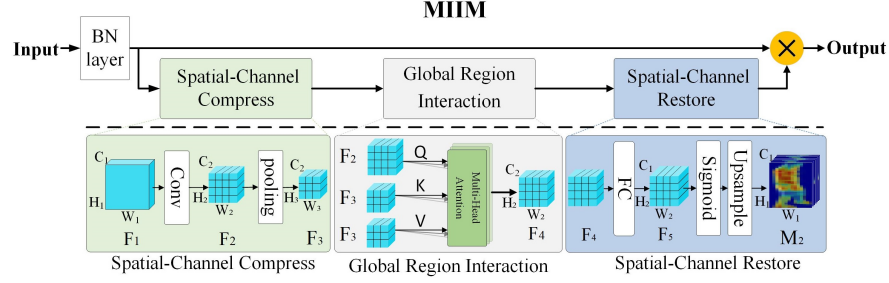 MIIM
Input
BN
layer
Output
Spatial-Channel
Compress
Global Region
Interaction
Spatial-Channel
Restore
C1
H1
W1
F1
Conv
C2
H2
W2
F2
pooling
C2
H3
W3
F3
Spatial-Channel Compress
F2
Q
F3
K
F3
V
Multi-Head
Attention
C2
H2
W2
F4
Global Region Interaction
F4
FC
C1
H2
W2
F5
Sigmoid
Upsample
C1
H1
W1
M2
Spatial-Channel Restore